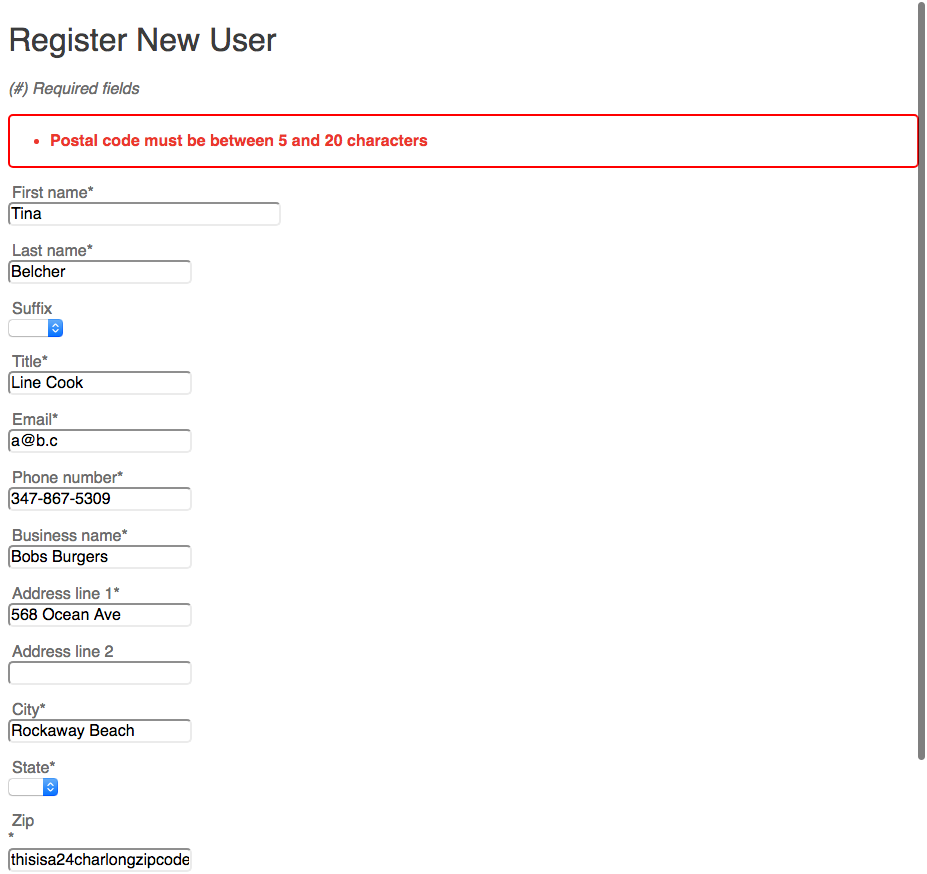 Register New User
(#) Required fields
• Postal code must be between 5 and 20 characters
First name*
Tina
Last name*
Belcher
Suffix
Title*
Line Cook
Email*
a@b.c
Phone number*
347-867-5309
Business name*
Bobs Burgers
Address line 1*
568 Ocean Ave
Address line 2
City*
Rockaway Beach
State*
Zip
*
thisisa24charlongzipcode